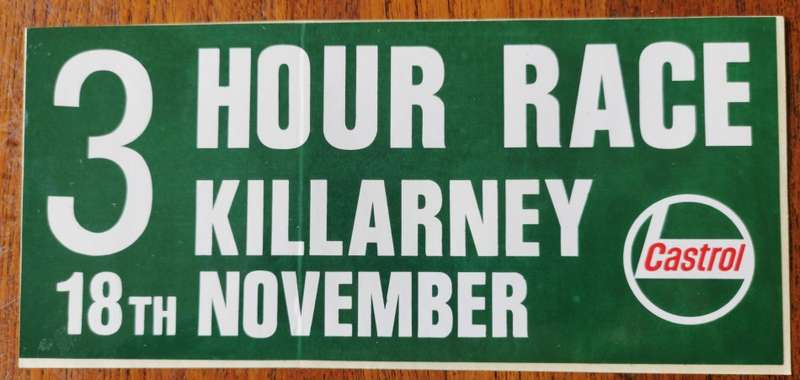 3 HOUR RACE
KILLARNEY
18TH NOVEMBER
Castrol